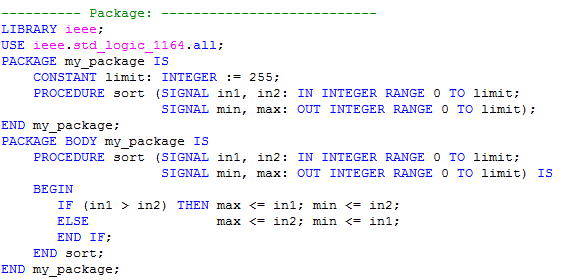 ---------- Package: ---------------------------
LIBRARY ieee;
USE ieee.std_logic_1164.all;
PACKAGE my_package IS
    CONSTANT limit: INTEGER := 255;
    PROCEDURE sort (SIGNAL in1, in2: IN INTEGER RANGE 0 TO limit;
                    SIGNAL min, max: OUT INTEGER RANGE 0 TO limit);
END my_package;
PACKAGE BODY my_package IS
    PROCEDURE sort (SIGNAL in1, in2: IN INTEGER RANGE 0 TO limit;
                    SIGNAL min, max: OUT INTEGER RANGE 0 TO limit) IS
    BEGIN
       IF (in1 > in2) THEN max <= in1; min <= in2;
       ELSE                max <= in2; min <= in1;
       END IF;
    END sort;
END my_package;